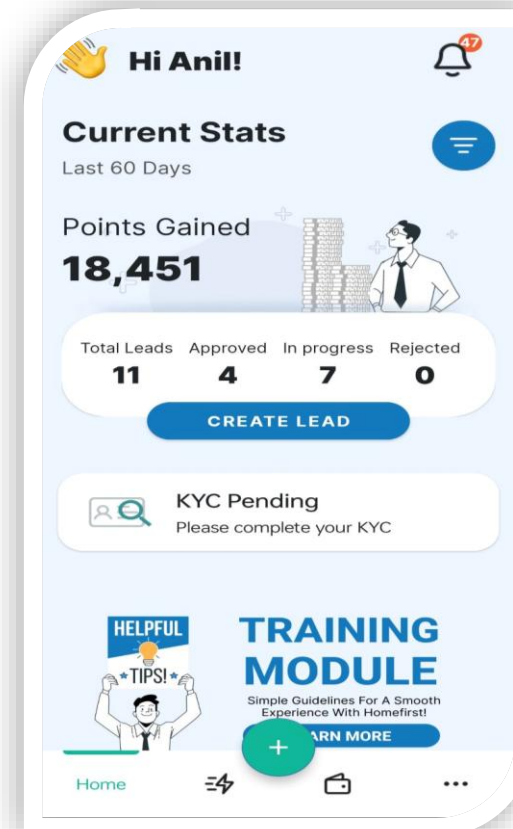 Hi Anil!
47
Current Stats
Last 60 Days
Points Gained
18,451
Total Leads Approved In progress Rejected
11 4 7 0
CREATE LEAD
KYC Pending
Please complete your KYC
HELPFUL
TIPS!
TRAINING
MODULE
Simple Guidelines For A Smooth
Experience With Homefirst!
MORE
+
Home